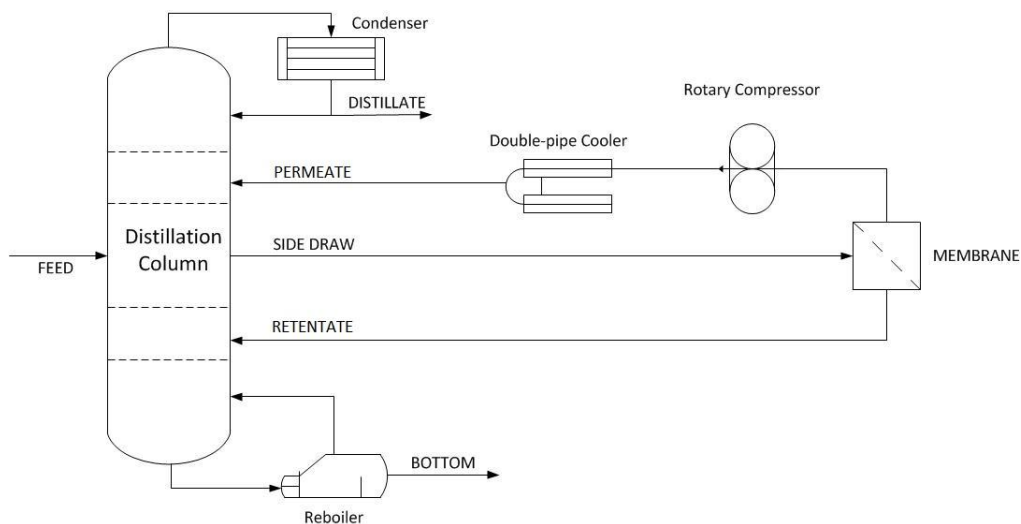 Condenser
DISTILLATE
Rotary Compressor
Double-pipe Cooler
PERMEATE
Distillation
Column
SIDE DRAW
FEED
MEMBRANE
RETENTATE
BOTTOM
Reboiler